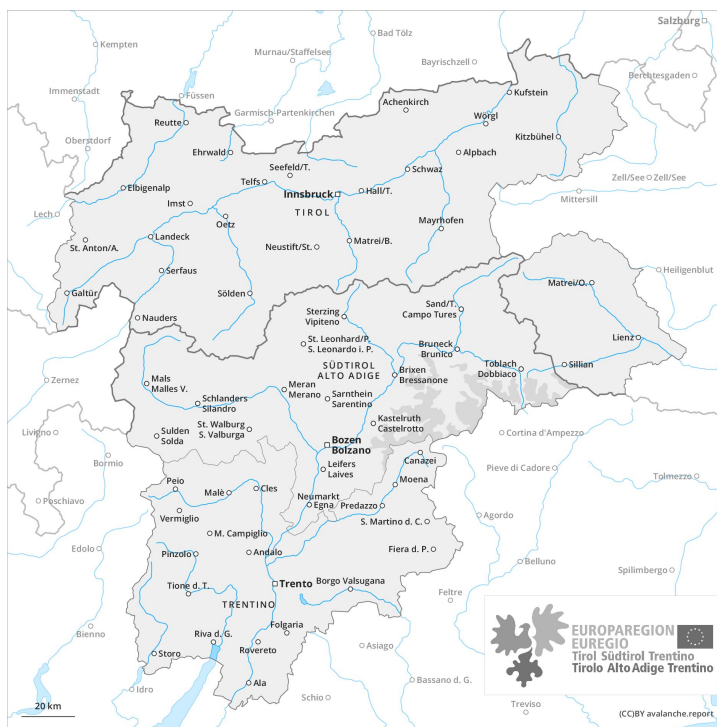 Salzburg
Kempten
Bad Tölz
Murnau/Staffelsee
Bayrischzell
Berchtesgaden
Immenstadt
Füssen
Kufstein
Achenkirch
Garmisch-Partenkirchen
Wörgl
Reutte
Kitzbühel
Oberstdorf
Ehrwald
Alpbach
Seefeld/T.
Schwaz
Telfs
Zell/See
Zell/See
Elbigenalp
Innsbruck
Hall/T.
Mittersill
Imst
TIROL
Lech
Oetz
Mayrhofen
Landeck
Matrei/B.
St. Anton/A.
Neustift/St.
Serfaus
Heiligenblut
Matrei/O.
Galtür
Sölden
Sand/T.
Campo Tures
Nauders
Sterzing
Vipiteno
Lienz
St. Leonhard/P.
S. Leonardo i. P.
Bruneck
Brunico
SÜDTIROL
ALTO ADIGE
Toblach
Dobbiaco
Sillian
Brixen
Bressanone
Zernez
Mals
Malles V.
Meran
Merano
Schlanders
Silandro
Sarnthein
Sarentino
St. Walburg
S. Valburga
Kastelruth
Castelrotto
Livigno
Sulden
Solda
Bozen
Bolzano
Cortina d'Ampezzo
Bormio
Canazei
Leifers
Laives
Pieve di Cadore
Tolmezzo
Peio
Malè
Cles
Moena
Poschiavo
Neumarkt
Egna
Predazzo
Vermiglio
Agordo
S. Martino d. C.
M. Campiglio
Edolo
Pinzolo
Andalo
Fiera d. P.
Belluno
Spilimbergo
Tione d. T.
Trento
Borgo Valsugana
Feltre
TRENTINO
Folgaria
Bienno
Riva d. G.
Rovereto
Asiago
Storo
Ala
Idro
Bassano d. G.
Schio
Treviso
EUROPAREGION
EUREGIO
Tirol Südtirol Trentino
Tirolo Alto Adige Trentino
20 km
(CC)BY avalanche.report